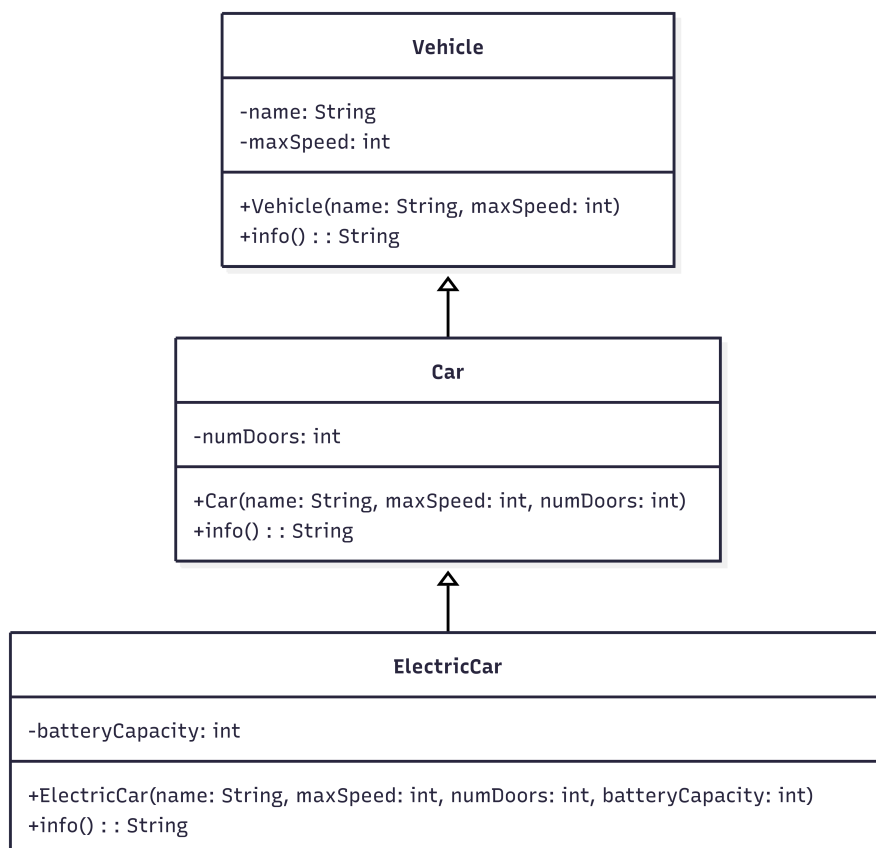 Vehicle
-name: String
-maxSpeed: int
+Vehicle(name: String, maxSpeed: int)
+info() : : String
Car
-numDoors: int
+Car(name: String, maxSpeed: int, numDoors: int)
+info() : : String
ElectricCar
-batteryCapacity: int
+ElectricCar(name: String, maxSpeed: int, numDoors: int, batteryCapacity: int)
+info() : : String